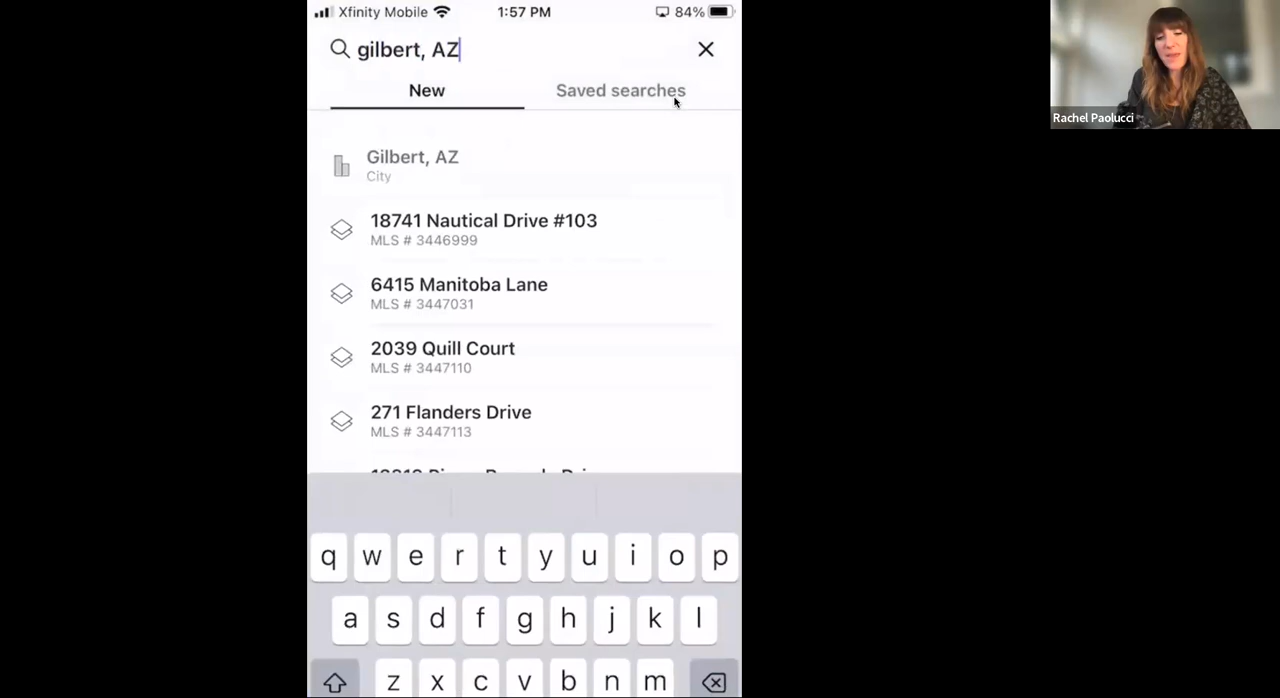 Xfinity Mobile 1:57 PM 84%
gilbert, AZ
New Saved searches
Gilbert, AZ
City
18741 Nautical Drive #103
MLS # 3446999
6415 Manitoba Lane
MLS # 3447031
2039 Quill Court
MLS # 3447110
271 Flanders Drive
MLS # 3447113
q w e r t y u i o p
a s d f g h j k l
z x c v b n m
Rachel Paolucci